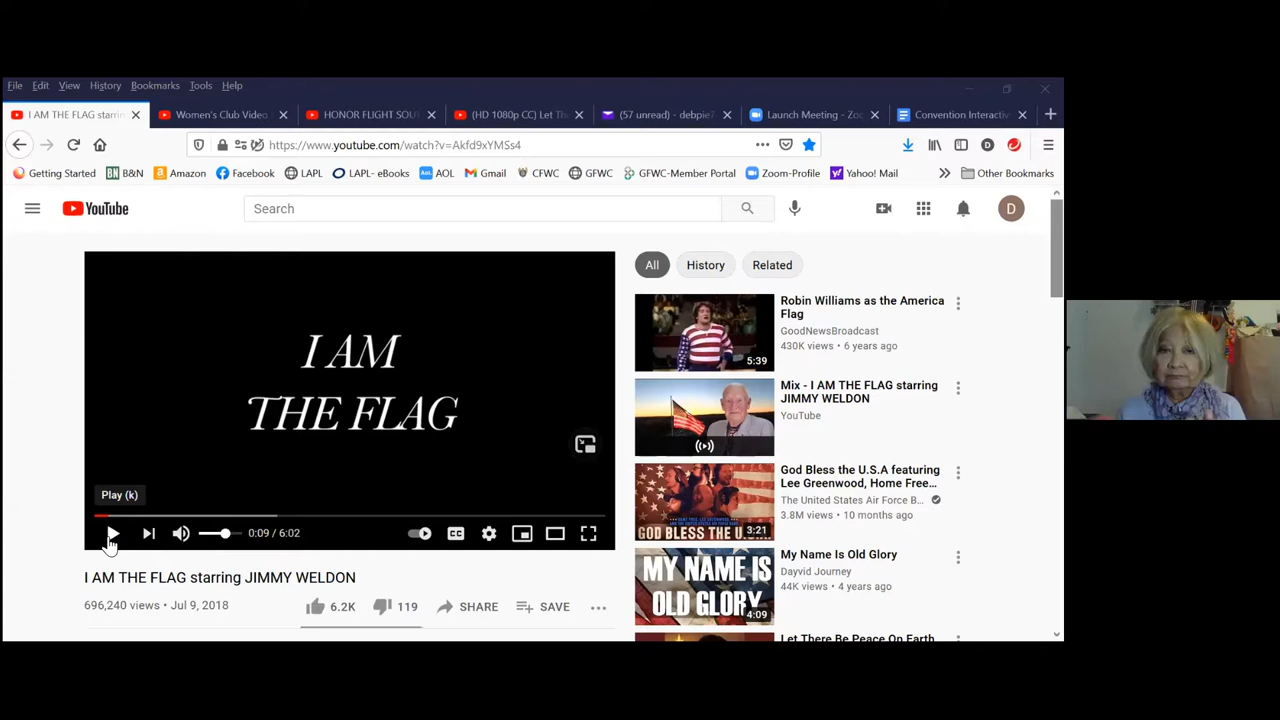 File Edit View History Bookmarks Tools Help
I AM THE FLAG starrin
Women's Club Video
HONOR FLIGHT SOU
(HD 1080p CC) Let The
(57 unread) - debpie7
Launch Meeting - Zoo
Convention Interactiv
https://www.youtube.com/watch?v=Akfd9xYMSs4
Getting Started B&N Amazon Facebook LAPL LAPL- eBooks AOL Gmail CFWC GFWC GFWC-Member Portal Zoom-Profile Yahoo! Mail Other Bookmarks
YouTube
Search
D
I AM
THE FLAG
Play (k)
0:09 / 6:02
CC
I AM THE FLAG starring JIMMY WELDON
696,240 views • Jul 9, 2018
6.2K 119 SHARE SAVE
All History Related
Robin Williams as the America
Flag
GoodNewsBroadcast
430K views • 6 years ago
5:39
Mix - I AM THE FLAG starring
JIMMY WELDON
YouTube
God Bless the U.S.A featuring
Lee Greenwood, Home Free...
The United States Air Force B...
3.8M views • 10 months ago
GOD BLESS THE U.S.A.
3:21
My Name Is Old Glory
Dayvid Journey
44K views • 4 years ago
MY NAME IS
OLD GLORY
4:09
Let There Be Peace On Earth